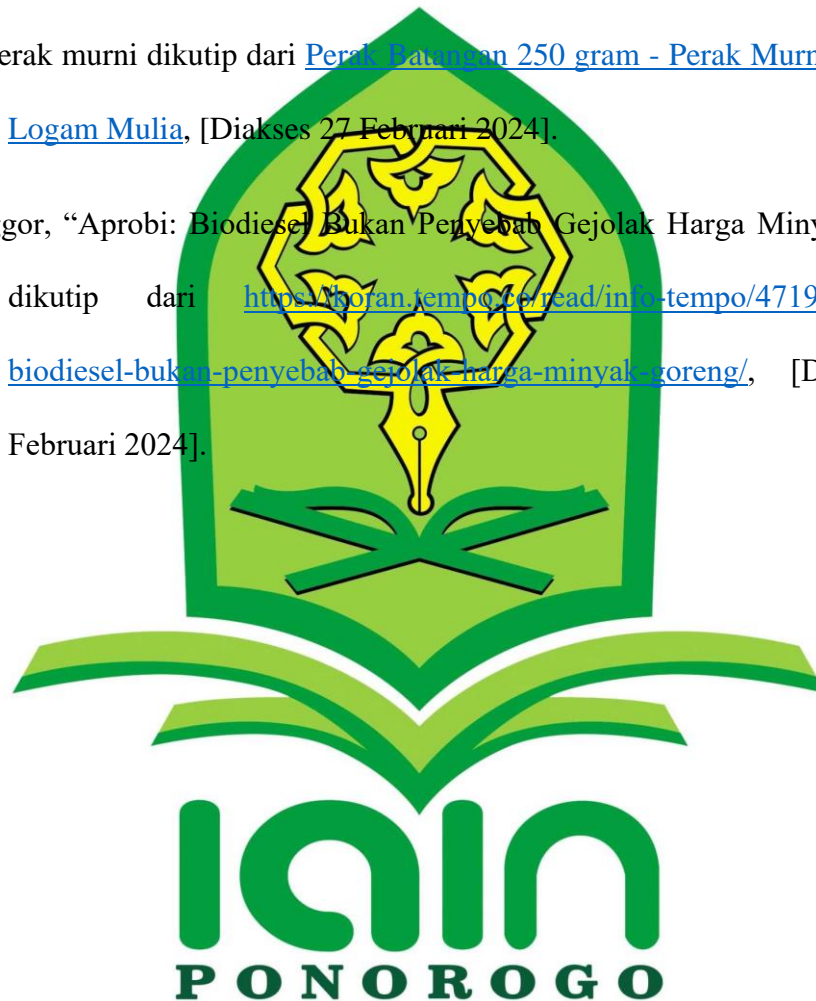 erak murni dikutip dari Perak Batangan 250 gram - Perak Murn
Logam Mulia, [Diakses 27 Februari 2024].
ggor, “Aprobi: Biodiesel Bukan Penyebab Gejolak Harga Miny
dikutip dari https://koran.tempo.co/read/info-tempo/4719
biodiesel-bukan-penyebab-gejolak-harga-minyak-goreng/, [D
Februari 2024].
IAIN
PONOROGO